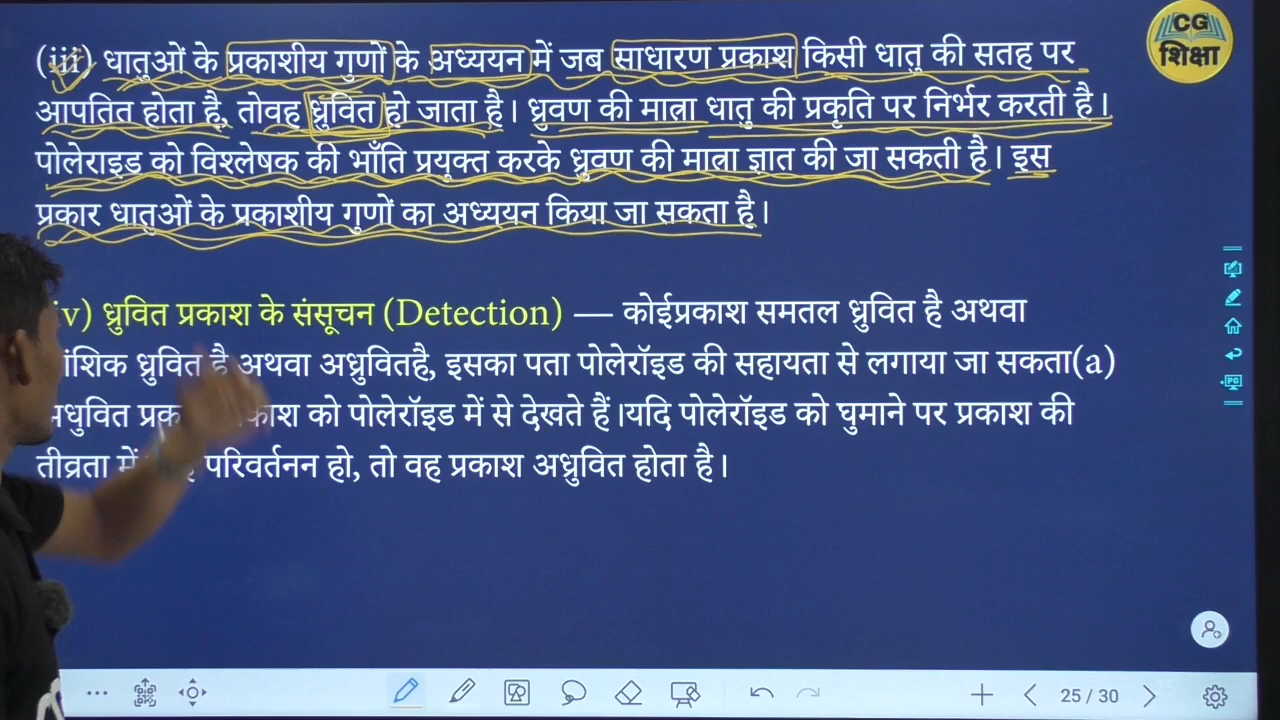 CG
शिक्षा
(iii) धातुओं के प्रकाशीय गुणों के अध्ययन में जब साधारण प्रकाश किसी धातु की सतह पर
आपतित होता है, तोवह ध्रुवित हो जाता है। ध्रुवण की मात्रा धातु की प्रकृति पर निर्भर करती है।
पोलेराइड को विश्लेषक की भाँति प्रयुक्त करके ध्रुवण की मात्रा ज्ञात की जा सकती है। इस
प्रकार धातुओं के प्रकाशीय गुणों का अध्ययन किया जा सकता है।
iv) ध्रुवित प्रकाश के संसूचन (Detection) — कोईप्रकाश समतल ध्रुवित है अथवा
ध्रुवित है अथवा अध्रुवितहै, इसका पता पोलेरॉइड की सहायता से लगाया जा सकता(a)
को पोलेरॉइड में से देखते हैं।यदि पोलेरॉइड को घुमाने पर प्रकाश की
तीव्रता में परिवर्तनन हो, तो वह प्रकाश अध्रुवित होता है।
25 / 30